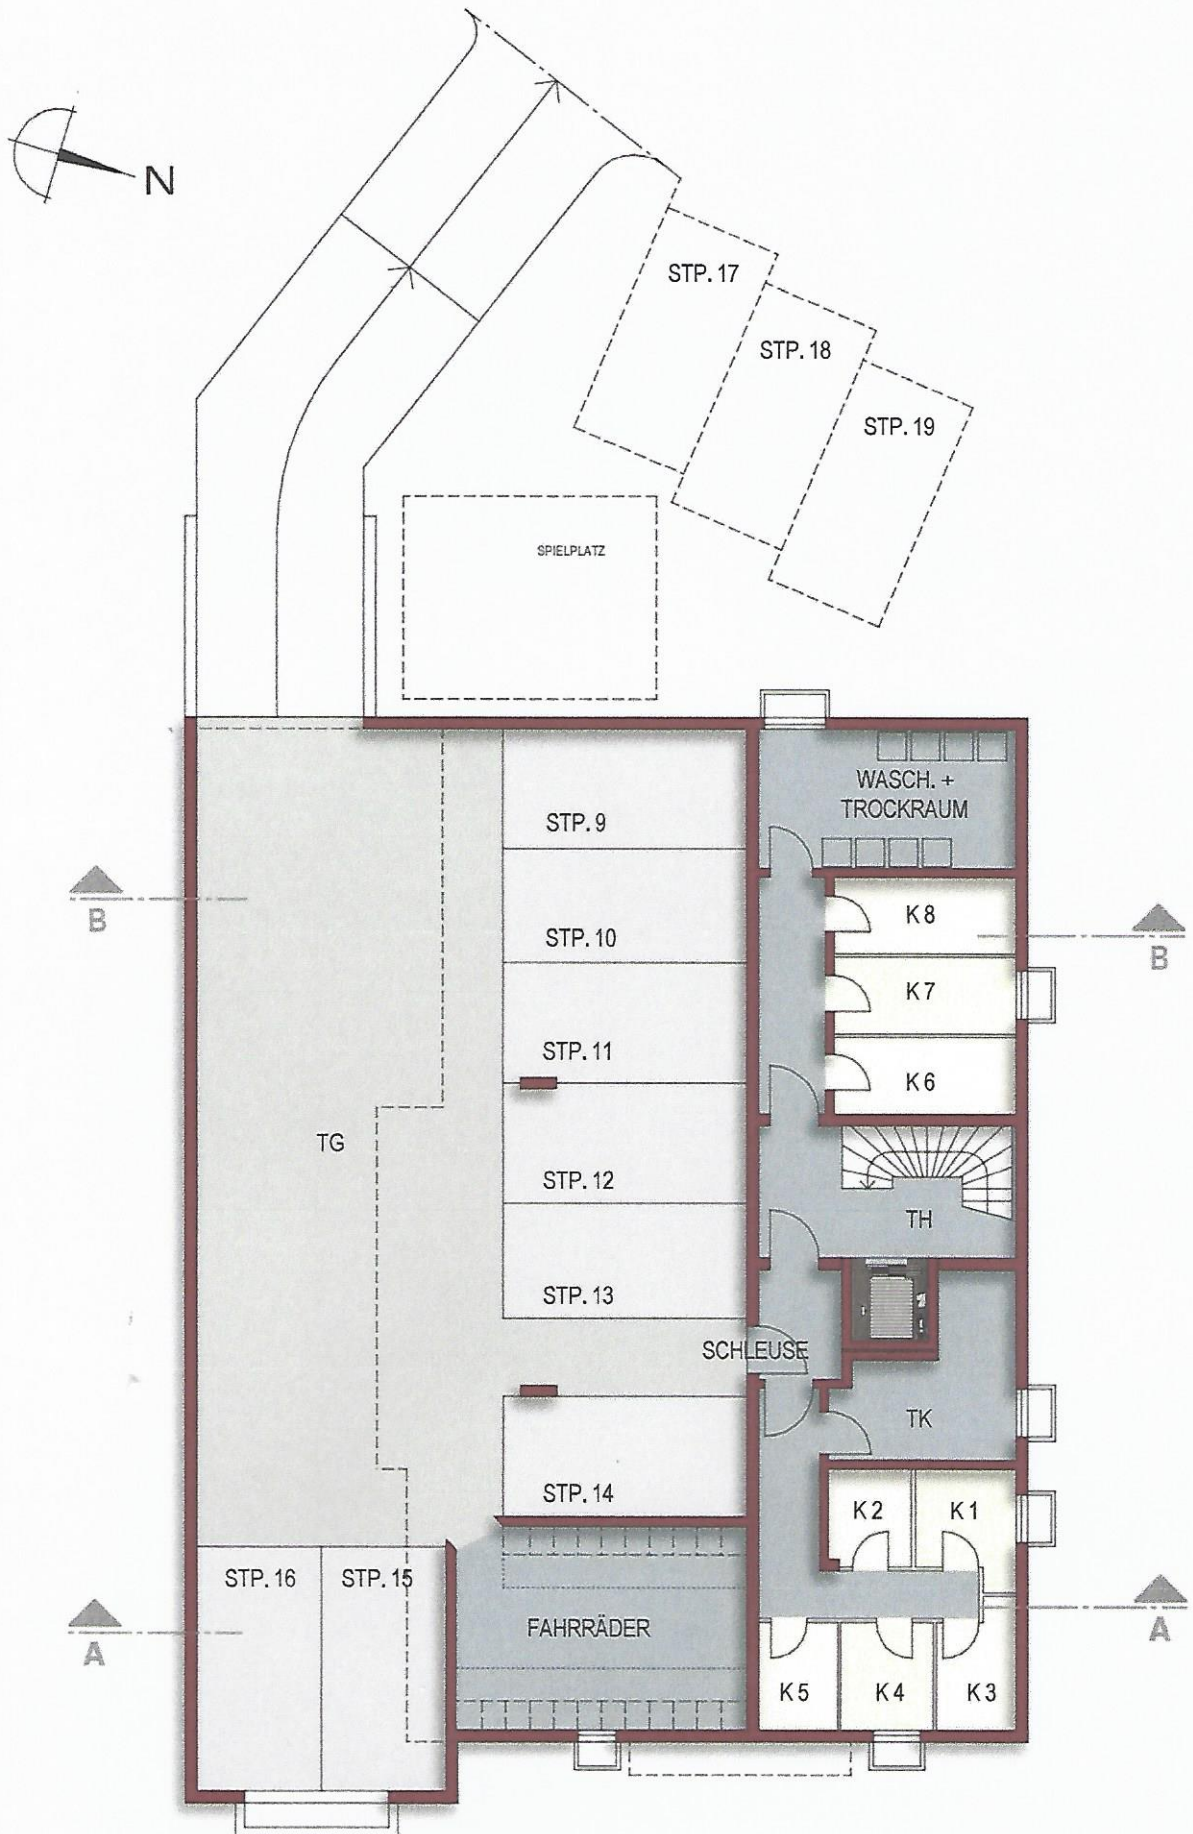 N
STP. 17
STP. 18
STP. 19
SPIELPLATZ
WASCH. +
TROCKRAUM
STP. 9
B
K 8
STP. 10
B
K 7
STP. 11
K 6
TG
STP. 12
TH
STP. 13
SCHLEUSE
TK
STP. 14
K 2
K 1
STP. 16
STP. 15
FAHRRÄDER
A
A
K 5
K 4
K 3